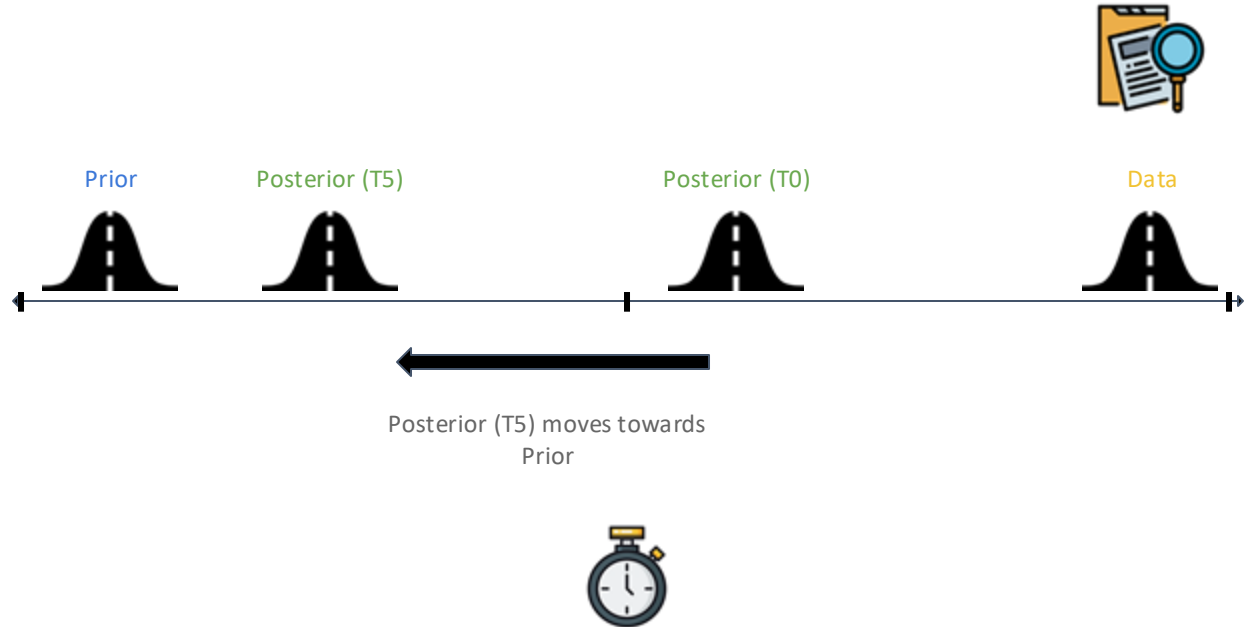 Prior
Posterior (T5)
Posterior (T0)
Data
Posterior (T5) moves towards
Prior